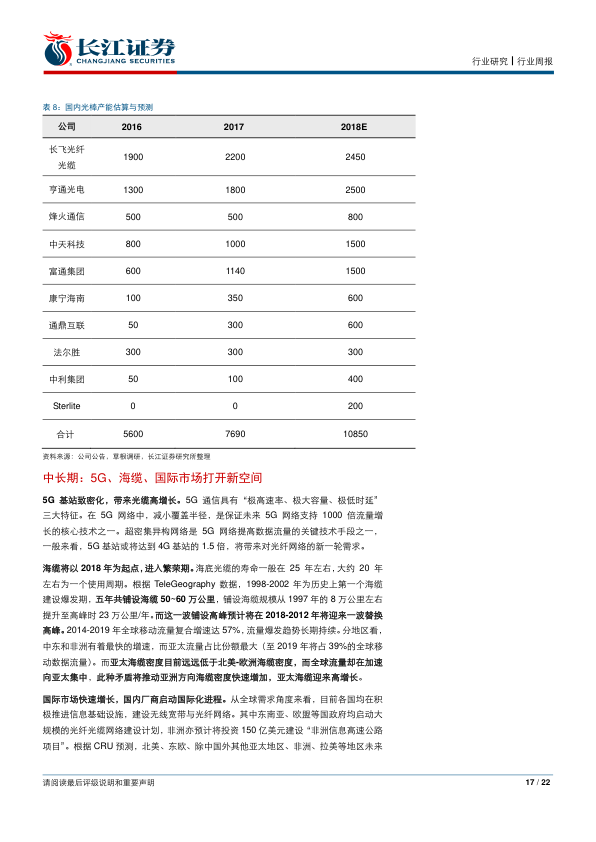 长江证券
CHANGJIANG SECURITIES
行业研究┃行业周报
表 8：国内光棒产能估算与预测
公司 2016 2017 2018E
长飞光纤
光缆 1900 2200 2450
亨通光电 1300 1800 2500
烽火通信 500 500 800
中天科技 800 1000 1500
富通集团 600 1140 1500
康宁海南 100 350 600
通鼎互联 50 300 600
法尔胜 300 300 300
中利集团 50 100 400
Sterlite 0 0 200
合计 5600 7690 10850
资料来源：公司公告，草根调研，长江证券研究所整理
中长期：5G、海缆、国际市场打开新空间
5G 基站致密化，带来光缆高增长。5G 通信具有“极高速率、极大容量、极低时延”
三大特征。在 5G 网络中，减小覆盖半径，是保证未来 5G 网络支持 1000 倍流量增
长的核心技术之一。超密集异构网络是 5G 网络提高数据流量的关键技术手段之一，
一般来看，5G 基站或将达到 4G 基站的 1.5 倍，将带来对光纤网络的新一轮需求。
海缆将以 2018 年为起点，进入繁荣期。海底光缆的寿命一般在 25 年左右，大约 20 年
左右为一个使用周期。根据 TeleGeography 数据，1998-2002 年为历史上第一个海缆
建设爆发期，五年共铺设海缆 50~60 万公里，铺设海缆规模从 1997 年的 8 万公里左右
提升至高峰时 23 万公里/年。而这一波铺设高峰预计将在 2018-2012 年将迎来一波替换
高峰。2014-2019 年全球移动流量复合增速达 57%，流量爆发趋势长期持续。分地区看，
中东和非洲有着最快的增速，而亚太流量占比份额最大（至 2019 年将占 39%的全球移
动数据流量）。而亚太海缆密度目前远远低于北美-欧洲海缆密度，而全球流量却在加速
向亚太集中，此种矛盾将推动亚洲方向海缆密度快速增加，亚太海缆迎来高增长。
国际市场快速增长，国内厂商启动国际化进程。从全球需求角度来看，目前各国均在积
极推进信息基础设施，建设无线宽带与光纤网络。其中东南亚、欧盟等国政府均启动大
规模的光纤光缆网络建设计划，非洲亦预计将投资 150 亿美元建设“非洲信息高速公路
项目”。根据 CRU 预测，北美、东欧、除中国外其他亚太地区、非洲、拉美等地区未来
请阅读最后评级说明和重要声明
17 / 22